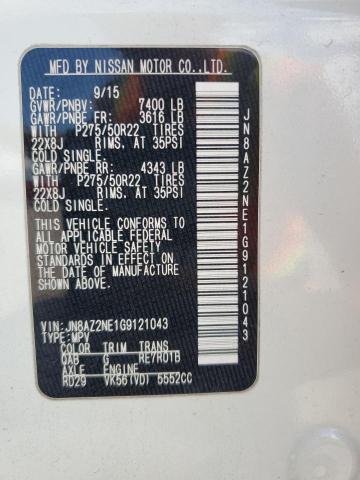 MFD BY NISSAN MOTOR CO.,LTD.
DATE: 9/15
GVWR/PNBV: 7400 LB
GAWR/PNBE FR: 3616 LB
WITH P275/50R22 TIRES
22X8J RIMS, AT 35PSI
COLD SINGLE.
GAWR/PNBE RR: 4343 LB
WITH P275/50R22 TIRES
22X8J RIMS, AT 35PSI
COLD SINGLE.
THIS VEHICLE CONFORMS TO
ALL APPLICABLE FEDERAL
MOTOR VEHICLE SAFETY
STANDARDS IN EFFECT ON
THE DATE OF MANUFACTURE
SHOWN ABOVE.
VIN: JN8AZ2NE1G9121043
TYPE: MPV
COLOR TRIM TRANS
QAB G RE7R01B
AXLE ENGINE
RD29 VK56(VD) 5552CC
JN8AZ2NE1G9121043